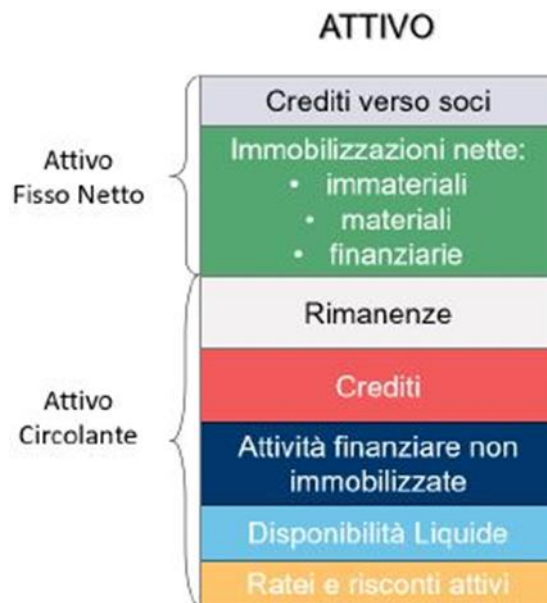 ATTIVO
Attivo
Fisso Netto
Crediti verso soci
Immobilizzazioni nette:
• immateriali
• materiali
• finanziarie
Attivo
Circolante
Rimanenze
Crediti
Attività finanziare non
immobilizzate
Disponibilità Liquide
Ratei e risconti attivi